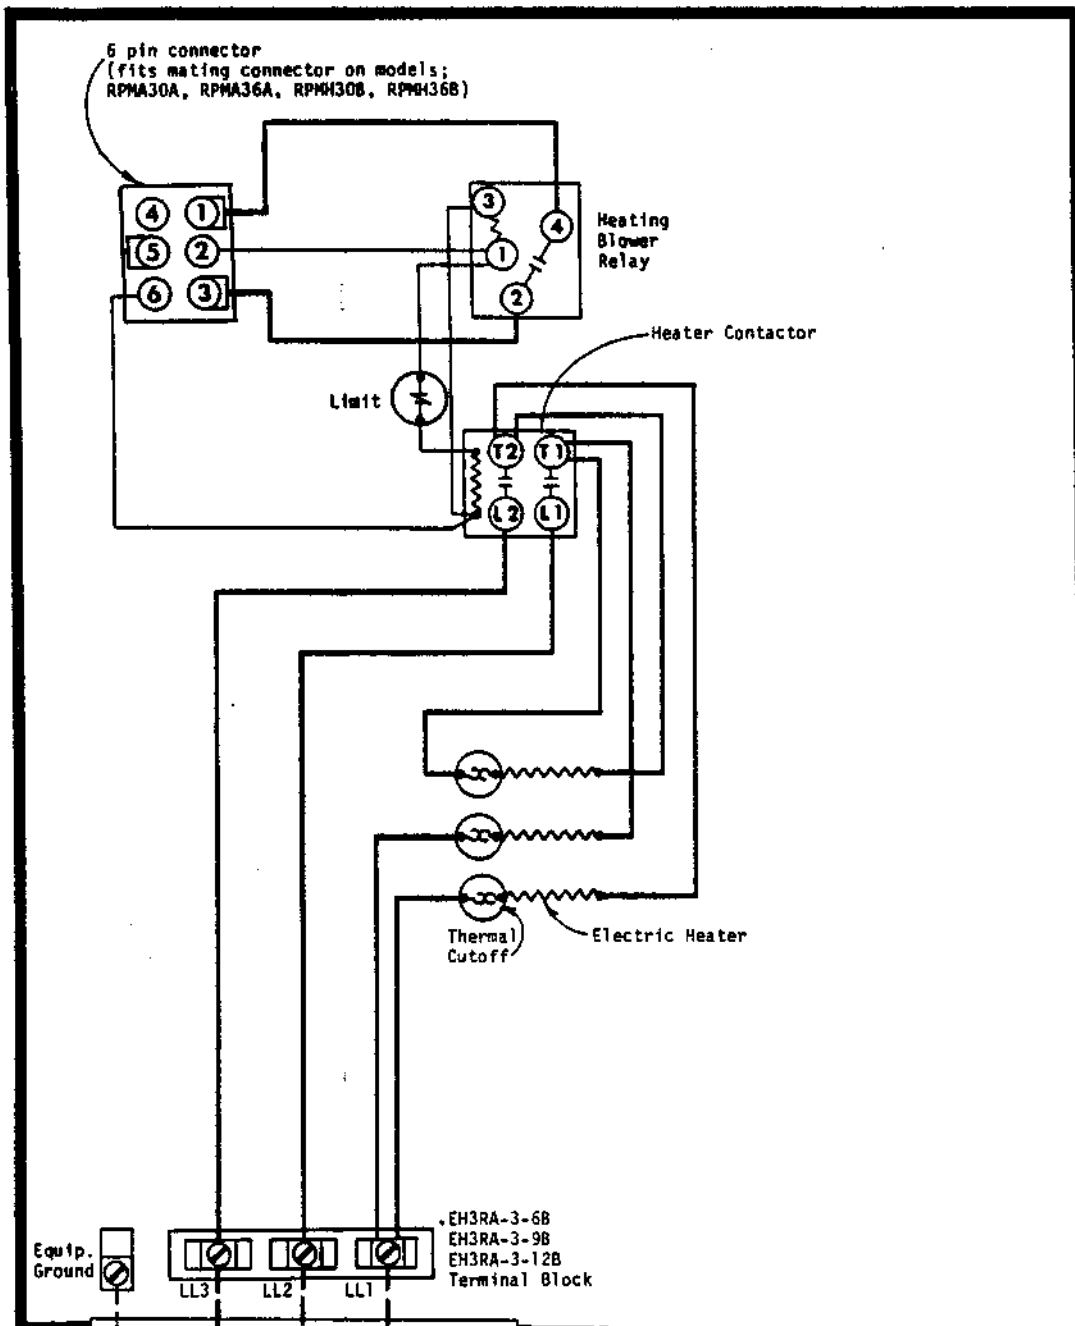 6 pin connector
(fits mating connector on models;
RPMA30A, RPMA36A, RPMH30B, RPMH36B)
4 1
5 2
6 3
3
4
1
2
Heating
Blower
Relay
Heater Contactor
Limit
T2 T1
L2 L1
Thermal
Cutoff
Electric Heater
EH3RA-3-6B
EH3RA-3-9B
EH3RA-3-12B
Terminal Block
Equip.
Ground
LL3 LL2 LL1